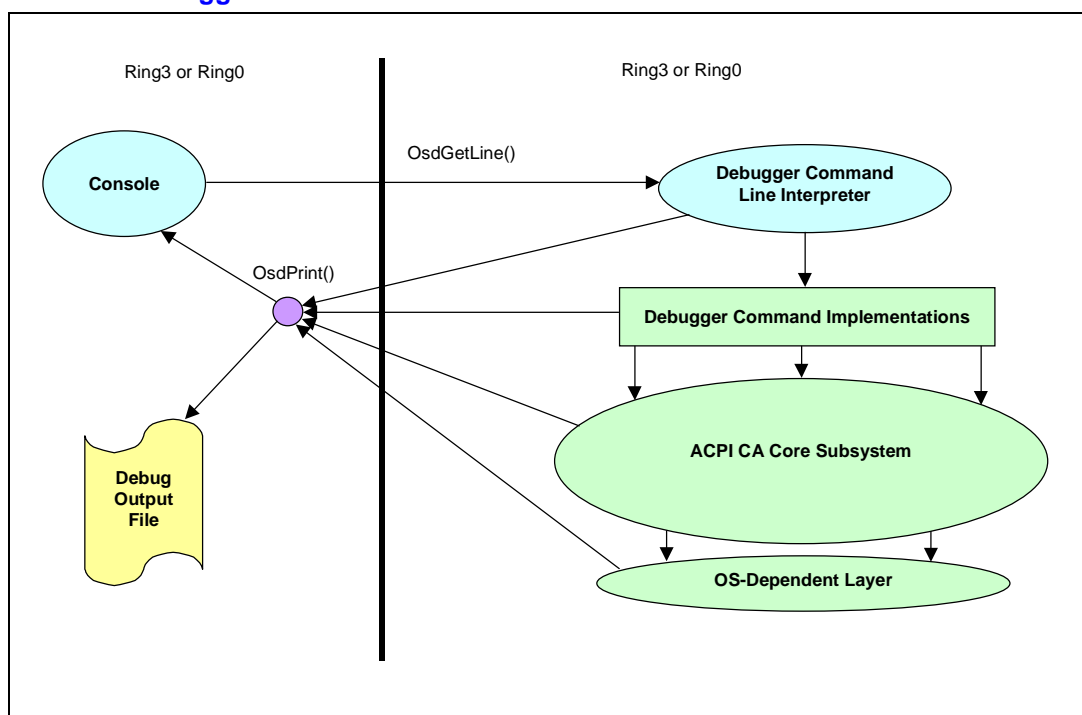 Ring3 or Ring0
Ring3 or Ring0
OsdGetLine()
Console
Debugger Command
Line Interpreter
OsdPrint()
Debugger Command Implementations
ACPI CA Core Subsystem
Debug
Output
File
OS-Dependent Layer